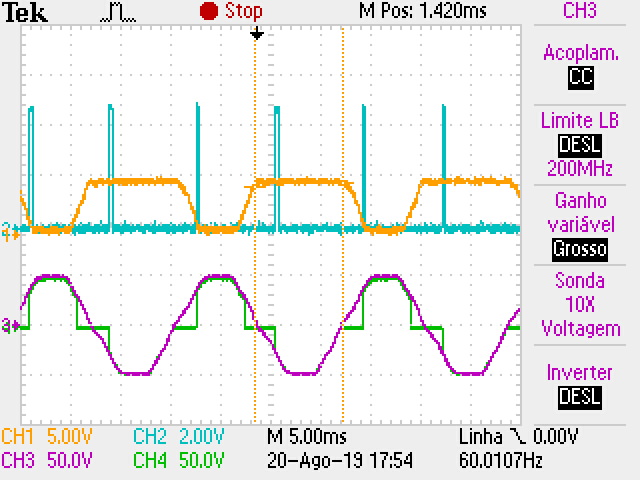 Tek Stop M Pos: 1.420ms CH3
Acoplam.
CC
Limite LB
DESL
200MHz
Ganho
variável
Grosso
Sonda
10X
Voltagem
Inverter
DESL
CH1 5.00V CH2 2.00V M 5.00ms Linha 0.00V
CH3 50.0V CH4 50.0V 20-Ago-19 17:54 60.0107Hz